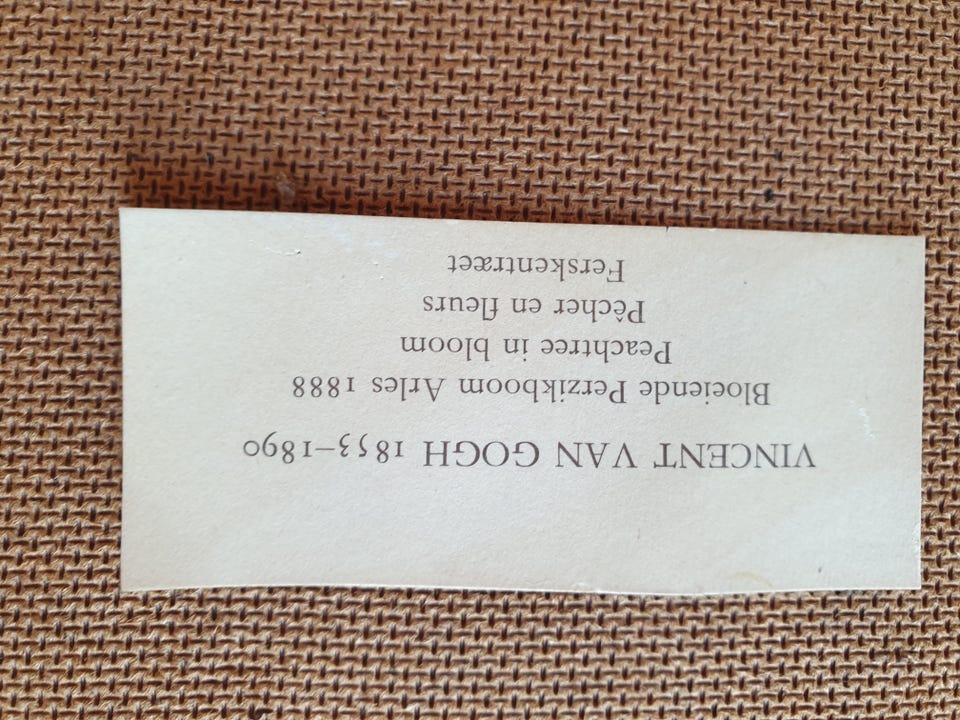 VINCENT VAN GOGH 1853–1890
Bloeiende Perzikboom Arles 1888
Peachtree in bloom
Pêcher en fleurs
Ferskentræet